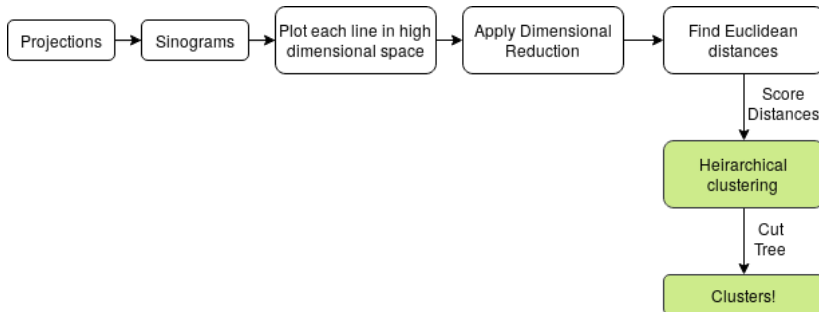 Projections
Sinograms
Plot each line in high
dimensional space
Apply Dimensional
Reduction
Find Euclidean
distances
Score
Distances
Heirarchical
clustering
Cut
Tree
Clusters!